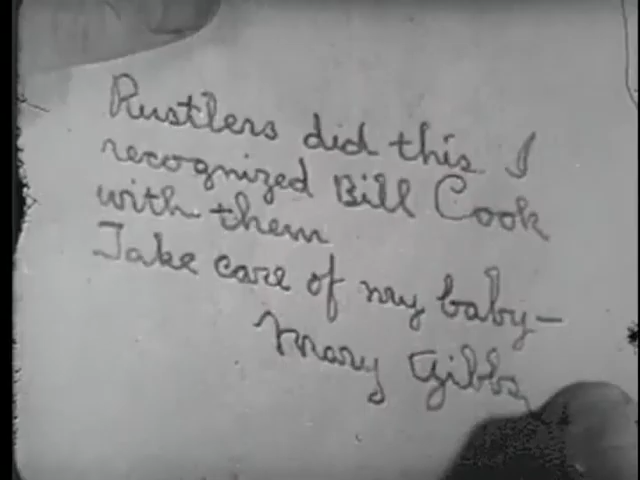 Rustlers did this I
recognized Bill Cook
with them
Take care of my baby—
Mary Gibbs